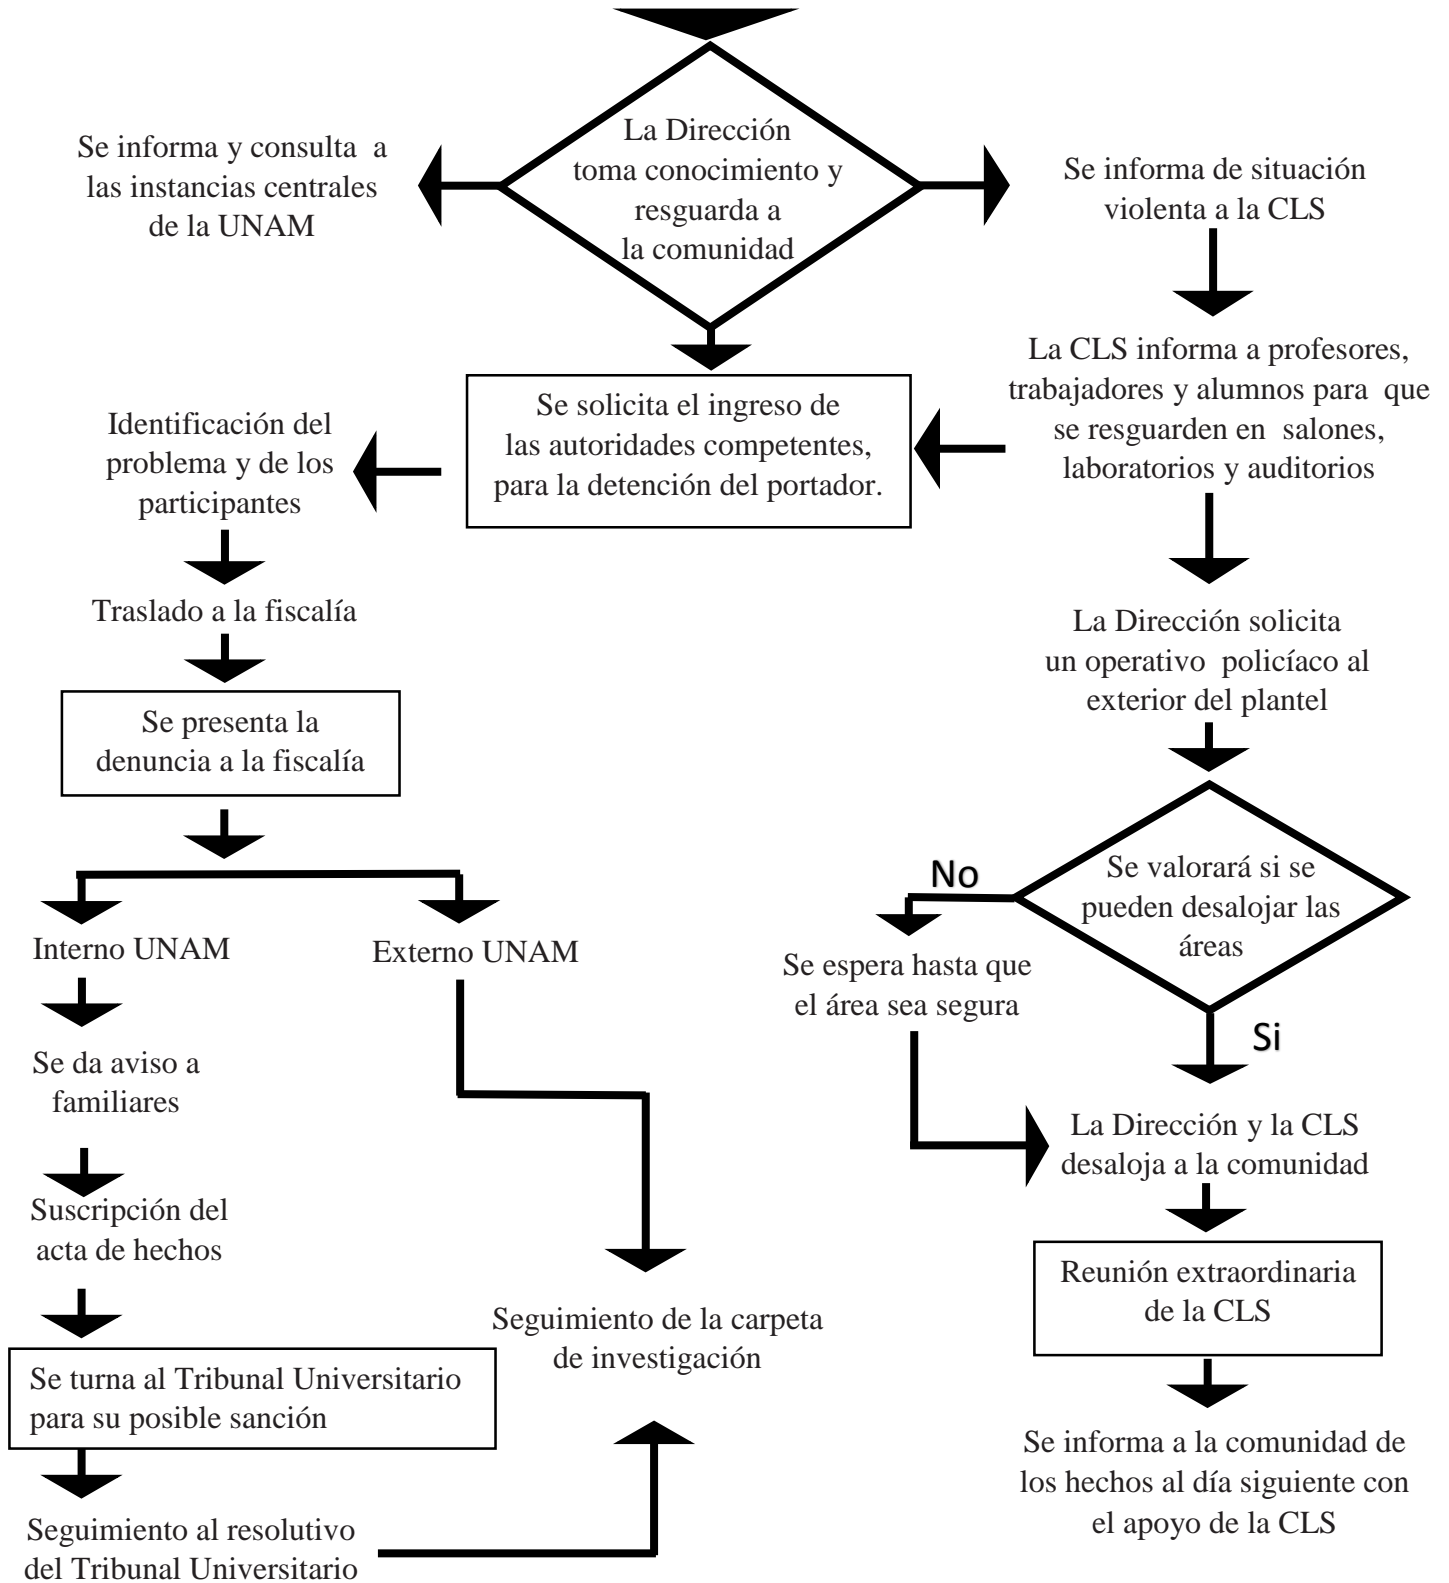 La Dirección
toma conocimiento y
resguarda a
la comunidad
Se informa y consulta a
las instancias centrales
de la UNAM
Se informa de situación
violenta a la CLS
La CLS informa a profesores,
trabajadores y alumnos para que
se resguarden en salones,
laboratorios y auditorios
Se solicita el ingreso de
las autoridades competentes,
para la detención del portador.
Identificación del
problema y de los
participantes
Traslado a la fiscalía
Se presenta la
denuncia a la fiscalía
Interno UNAM
Externo UNAM
Se da aviso a
familiares
Suscripción del
acta de hechos
Se turna al Tribunal Universitario
para su posible sanción
Seguimiento al resolutivo
del Tribunal Universitario
Seguimiento de la carpeta
de investigación
La Dirección solicita
un operativo policíaco al
exterior del plantel
Se valorará si se
pueden desalojar las
áreas
No
Se espera hasta que
el área sea segura
Si
La Dirección y la CLS
desaloja a la comunidad
Reunión extraordinaria
de la CLS
Se informa a la comunidad de
los hechos al día siguiente con
el apoyo de la CLS